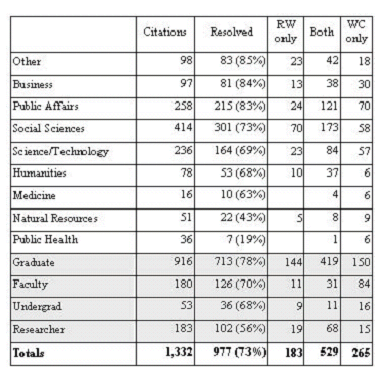 Citations Resolved RW only Both WC only
Other 98 83 (85%) 23 42 18
Business 97 81 (84%) 13 38 30
Public Affairs 258 215 (83%) 24 121 70
Social Sciences 414 301 (73%) 70 173 58
Science/Technology 236 164 (69%) 23 84 57
Humanities 78 53 (68%) 10 37 6
Medicine 16 10 (63%) 4 6
Natural Resources 51 22 (43%) 5 8 9
Public Health 36 7 (19%) 1 6
Graduate 916 713 (78%) 144 419 150
Faculty 180 126 (70%) 11 31 84
Undergrad 53 36 (68%) 9 11 16
Researcher 183 102 (56%) 19 68 15
Totals 1,332 977 (73%) 183 529 265